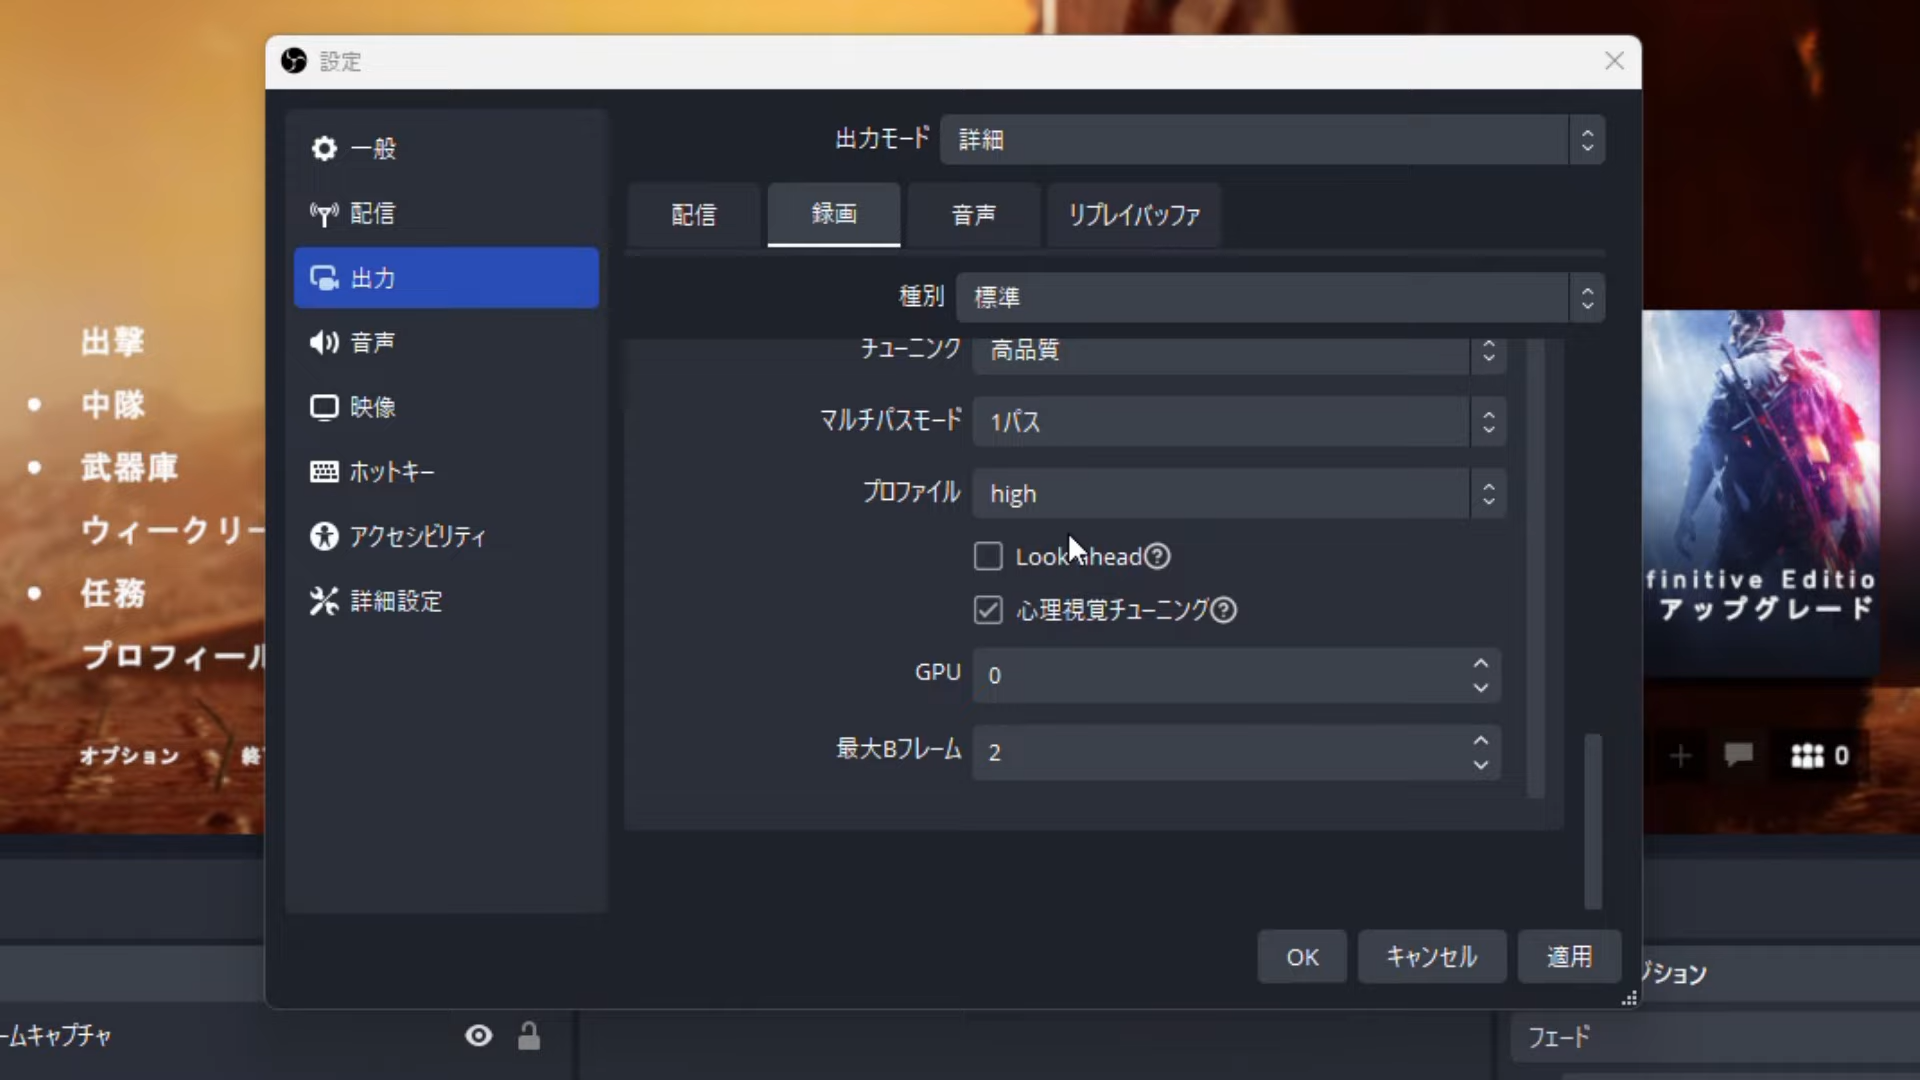 設定
一般
配信
出力
音声
映像
ホットキー
アクセシビリティ
詳細設定
出力モード 詳細
配信 録画 音声 リプレイバッファ
種別 標準
チューニング 高品質
マルチパスモード 1パス
プロファイル high
Look-ahead
心理視覚チューニング
GPU 0
最大Bフレーム 2
OK キャンセル 適用
出撃
中隊
武器庫
ウィークリー
任務
プロフィール
オプション 終
finitive Editio
アップグレード
0
ームキャプチャ
ジション
フェード